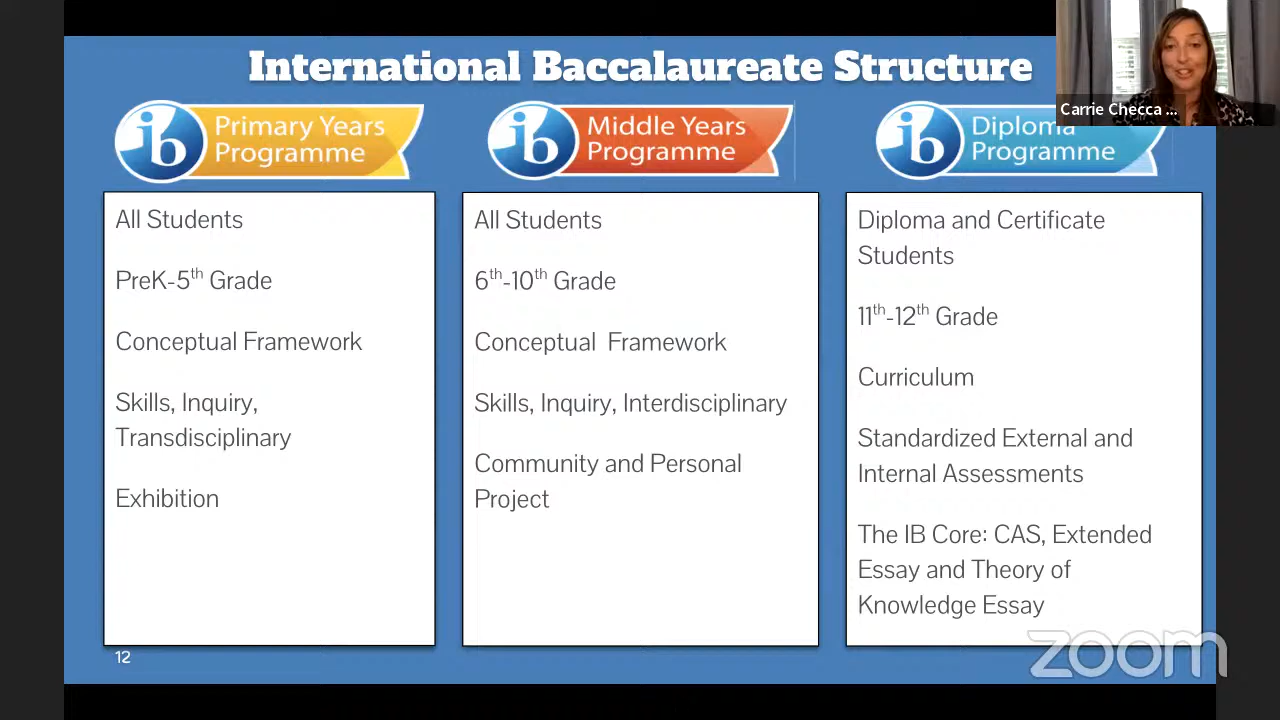 International Baccalaureate Structure
Carrie Checca ...
ib
Primary Years
Programme
ib
Middle Years
Programme
ib
Diploma
Programme
All Students
PreK-5th Grade
Conceptual Framework
Skills, Inquiry,
Transdisciplinary
Exhibition
All Students
6th-10th Grade
Conceptual Framework
Skills, Inquiry, Interdisciplinary
Community and Personal
Project
Diploma and Certificate
Students
11th-12th Grade
Curriculum
Standardized External and
Internal Assessments
The IB Core: CAS, Extended
Essay and Theory of
Knowledge Essay
12
zoom